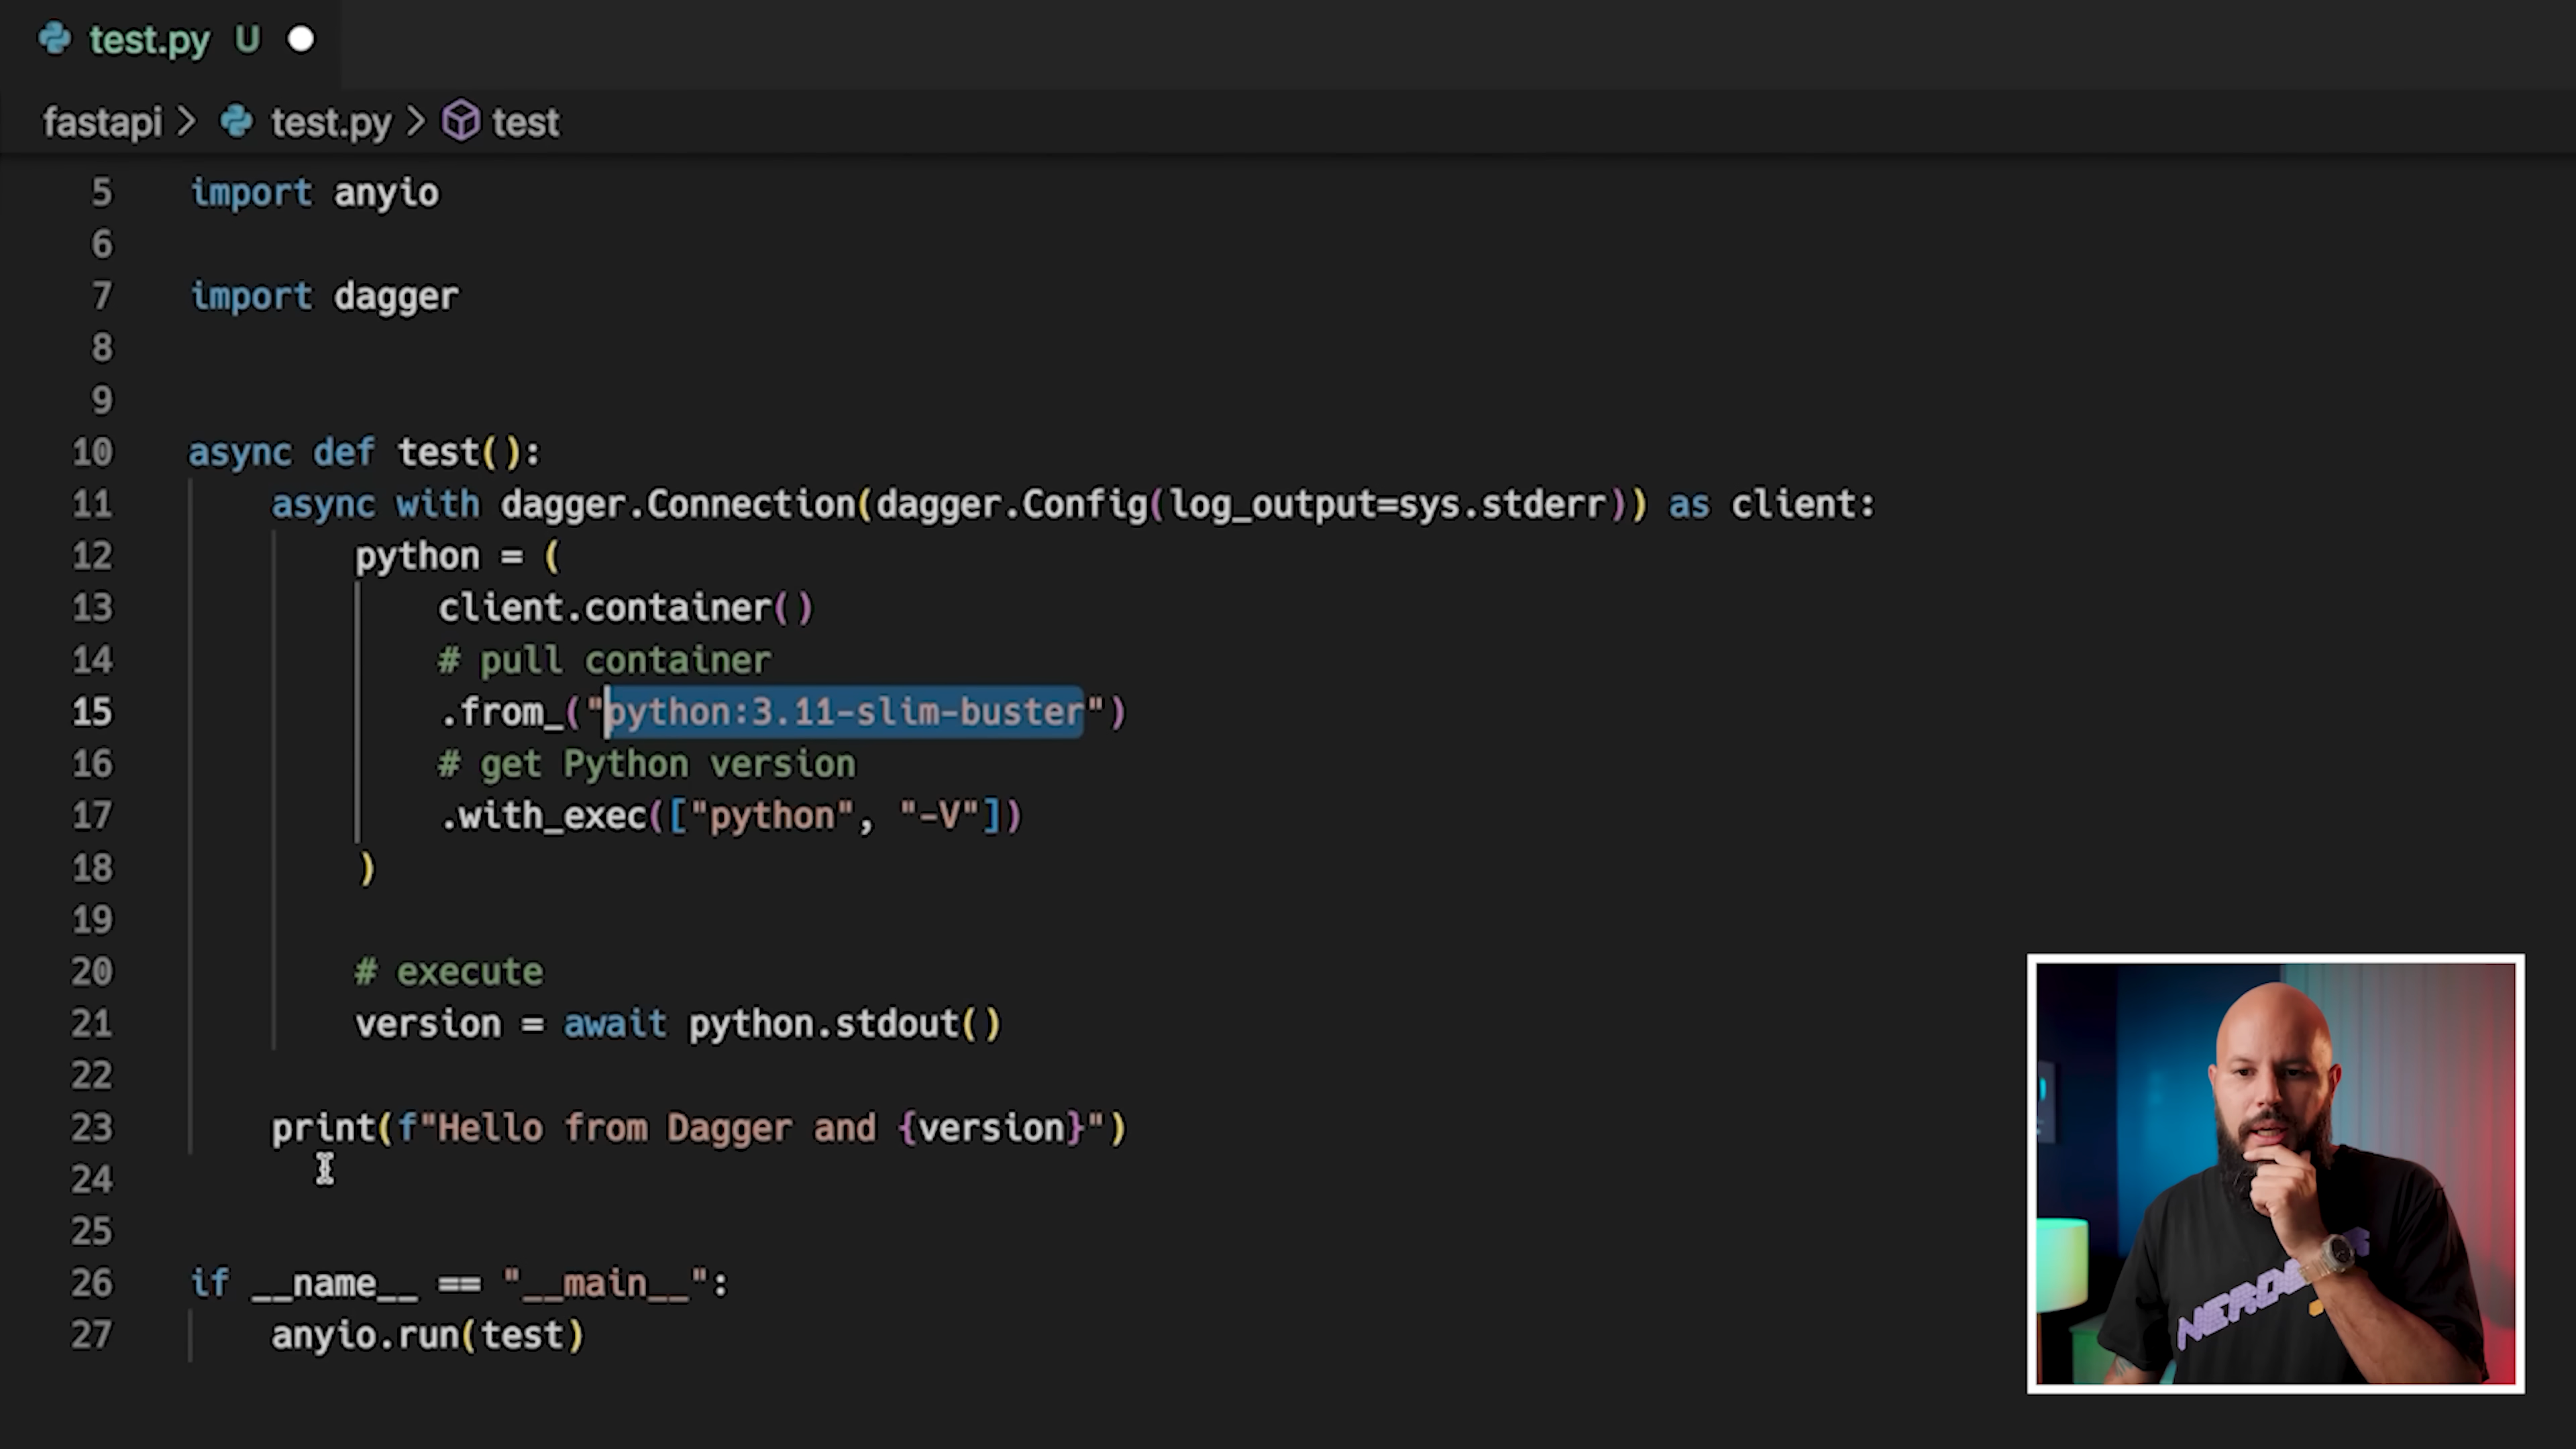 test.py U
fastapi > test.py > test
5 import anyio
6
7 import dagger
8
9
10 async def test():
11 async with dagger.Connection(dagger.Config(log_output=sys.stderr)) as client:
12 python = (
13 client.container()
14 # pull container
15 .from_("python:3.11-slim-buster")
16 # get Python version
17 .with_exec(["python", "-V"])
18 )
19
20 # execute
21 version = await python.stdout()
22
23 print(f"Hello from Dagger and {version}")
24
25
26 if __name__ == "__main__":
27 anyio.run(test)